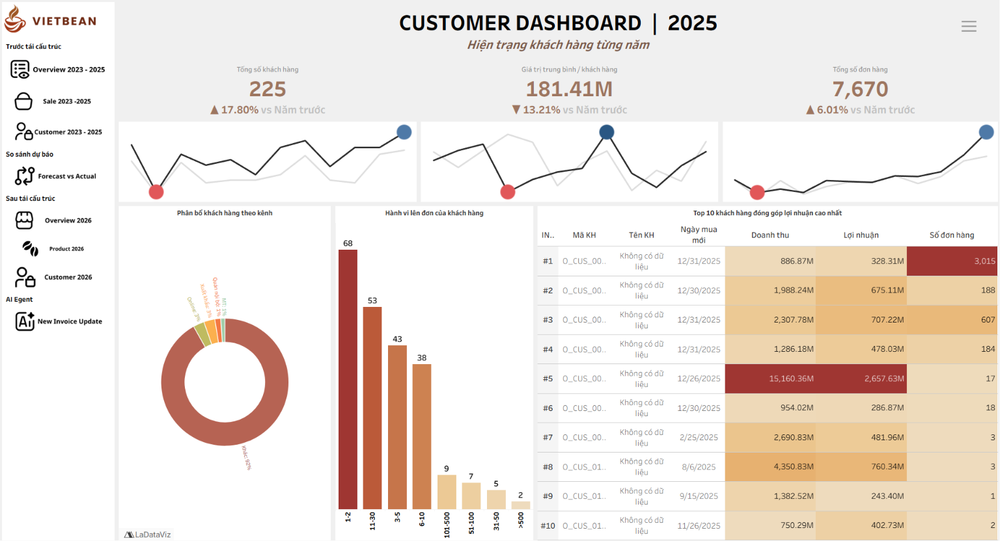 VIETBEAN
Trước tái cấu trúc
Overview 2023 - 2025
Sale 2023 -2025
Customer 2023 - 2025
So sánh dự báo
Forecast vs Actual
Sau tái cấu trúc
Overview 2026
Product 2026
Customer 2026
AI Egent
New Invoice Update
CUSTOMER DASHBOARD | 2025
Hiện trạng khách hàng từng năm
Tổng số khách hàng
225
▲ 17.80% vs Năm trước
Giá trị trung bình / khách hàng
181.41M
▼ 13.21% vs Năm trước
Tổng số đơn hàng
7,670
▲ 6.01% vs Năm trước
Phân bổ khách hàng theo kênh
Online: 3%
Xuất khẩu: 3%
Quán nội bộ: 1%
MT: 1%
Khác: 92%
LaDataViz
Hành vi lên đơn của khách hàng
68
53
43
38
9
7
5
2
1-2
11-30
3-5
6-10
101-500
51-100
31-50
>500
Top 10 khách hàng đóng góp lợi nhuận cao nhất
IN.. Mã KH Tên KH Ngày mua mới Doanh thu Lợi nhuận Số đơn hàng
#1 O_CUS_00.. Không có dữ liệu 12/31/2025 886.87M 328.31M 3,015
#2 O_CUS_00.. Không có dữ liệu 12/30/2025 1,988.24M 675.11M 188
#3 O_CUS_00.. Không có dữ liệu 12/31/2025 2,307.78M 707.22M 607
#4 O_CUS_00.. Không có dữ liệu 12/31/2025 1,286.18M 478.03M 184
#5 O_CUS_00.. Không có dữ liệu 12/26/2025 15,160.36M 2,657.63M 17
#6 O_CUS_00.. Không có dữ liệu 12/30/2025 954.02M 286.87M 18
#7 O_CUS_00.. Không có dữ liệu 2/25/2025 2,690.83M 481.96M 3
#8 O_CUS_01.. Không có dữ liệu 8/6/2025 4,350.83M 760.34M 3
#9 O_CUS_01.. Không có dữ liệu 9/15/2025 1,382.52M 243.40M 1
#10 O_CUS_01.. Không có dữ liệu 11/26/2025 750.29M 402.73M 2